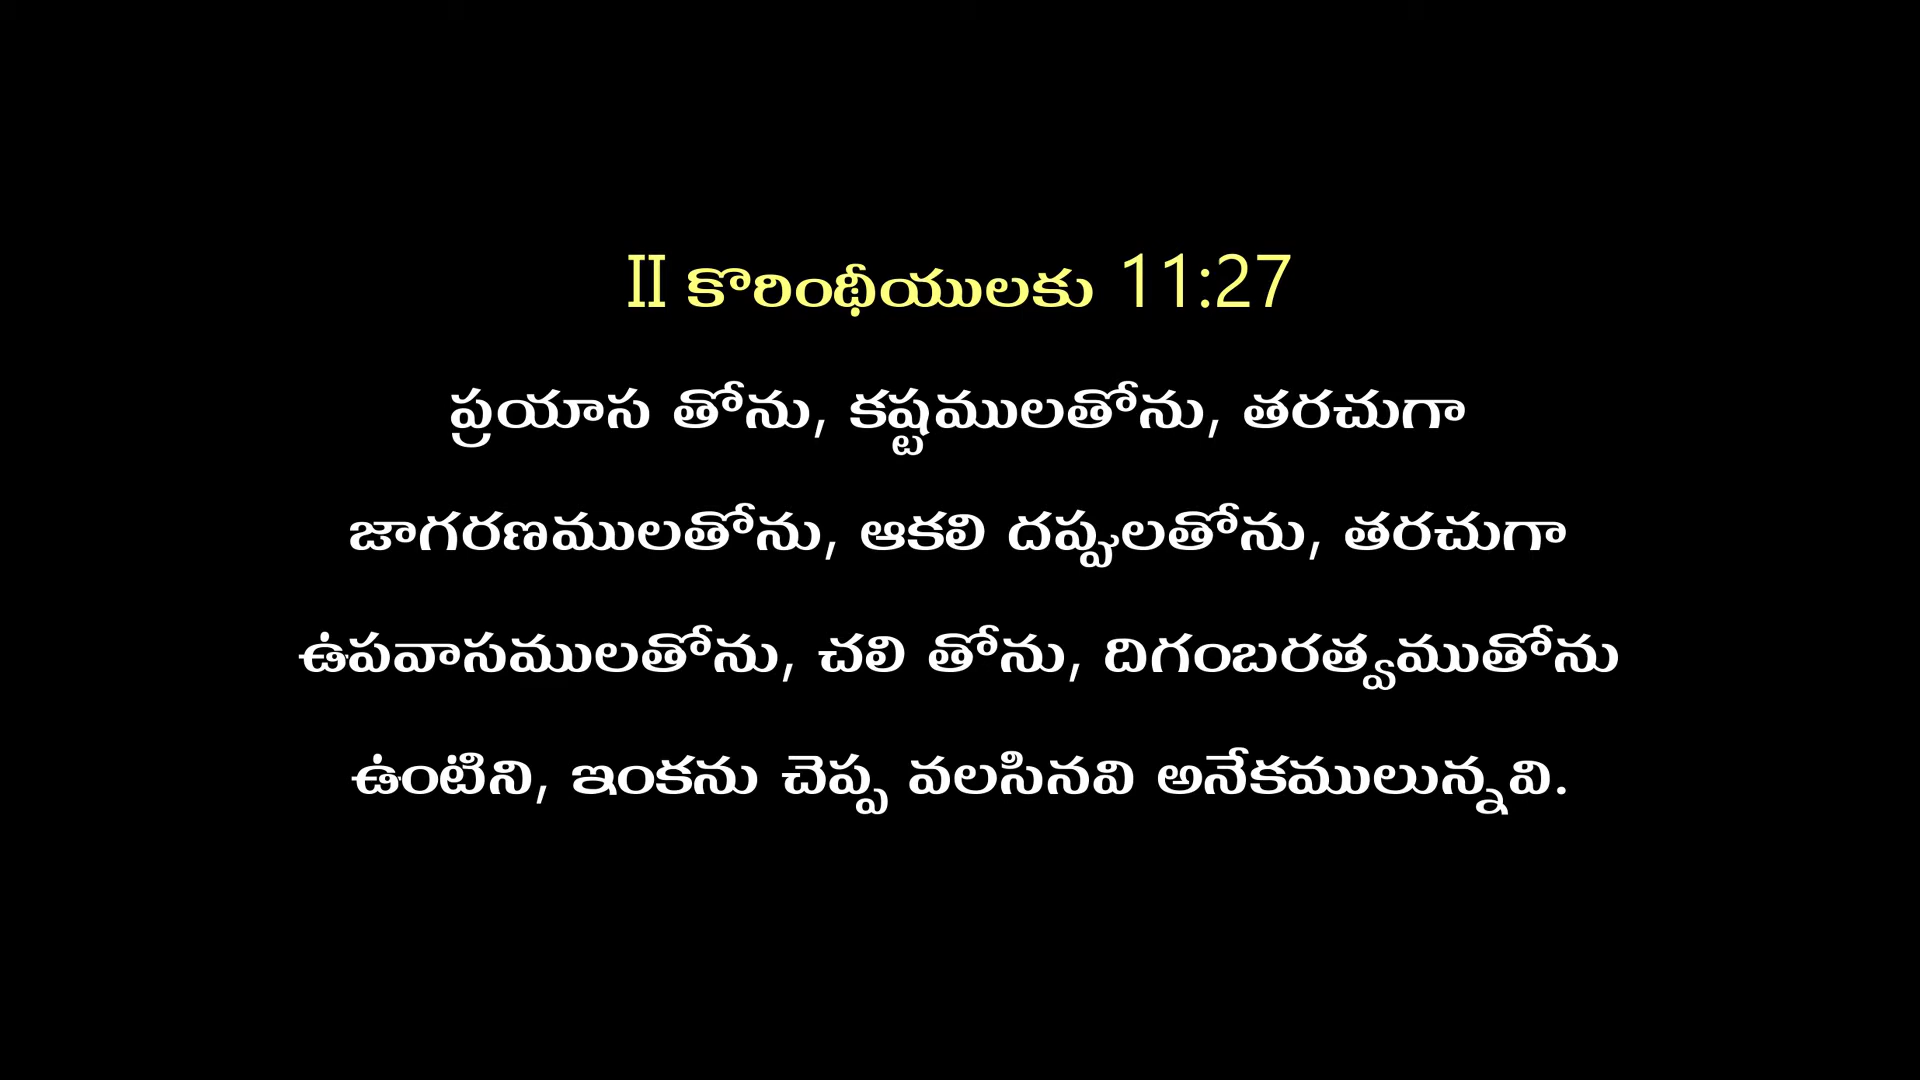 II కొరింథీయులకు 11:27
ప్రయాస తోను, కష్టములతోను, తరచుగా
జాగరణములతోను, ఆకలి దప్పులతోను, తరచుగా
ఉపవాసములతోను, చలి తోను, దిగంబరత్వముతోను
ఉంటిని, ఇంకను చెప్ప వలసినవి అనేకములున్నవి.